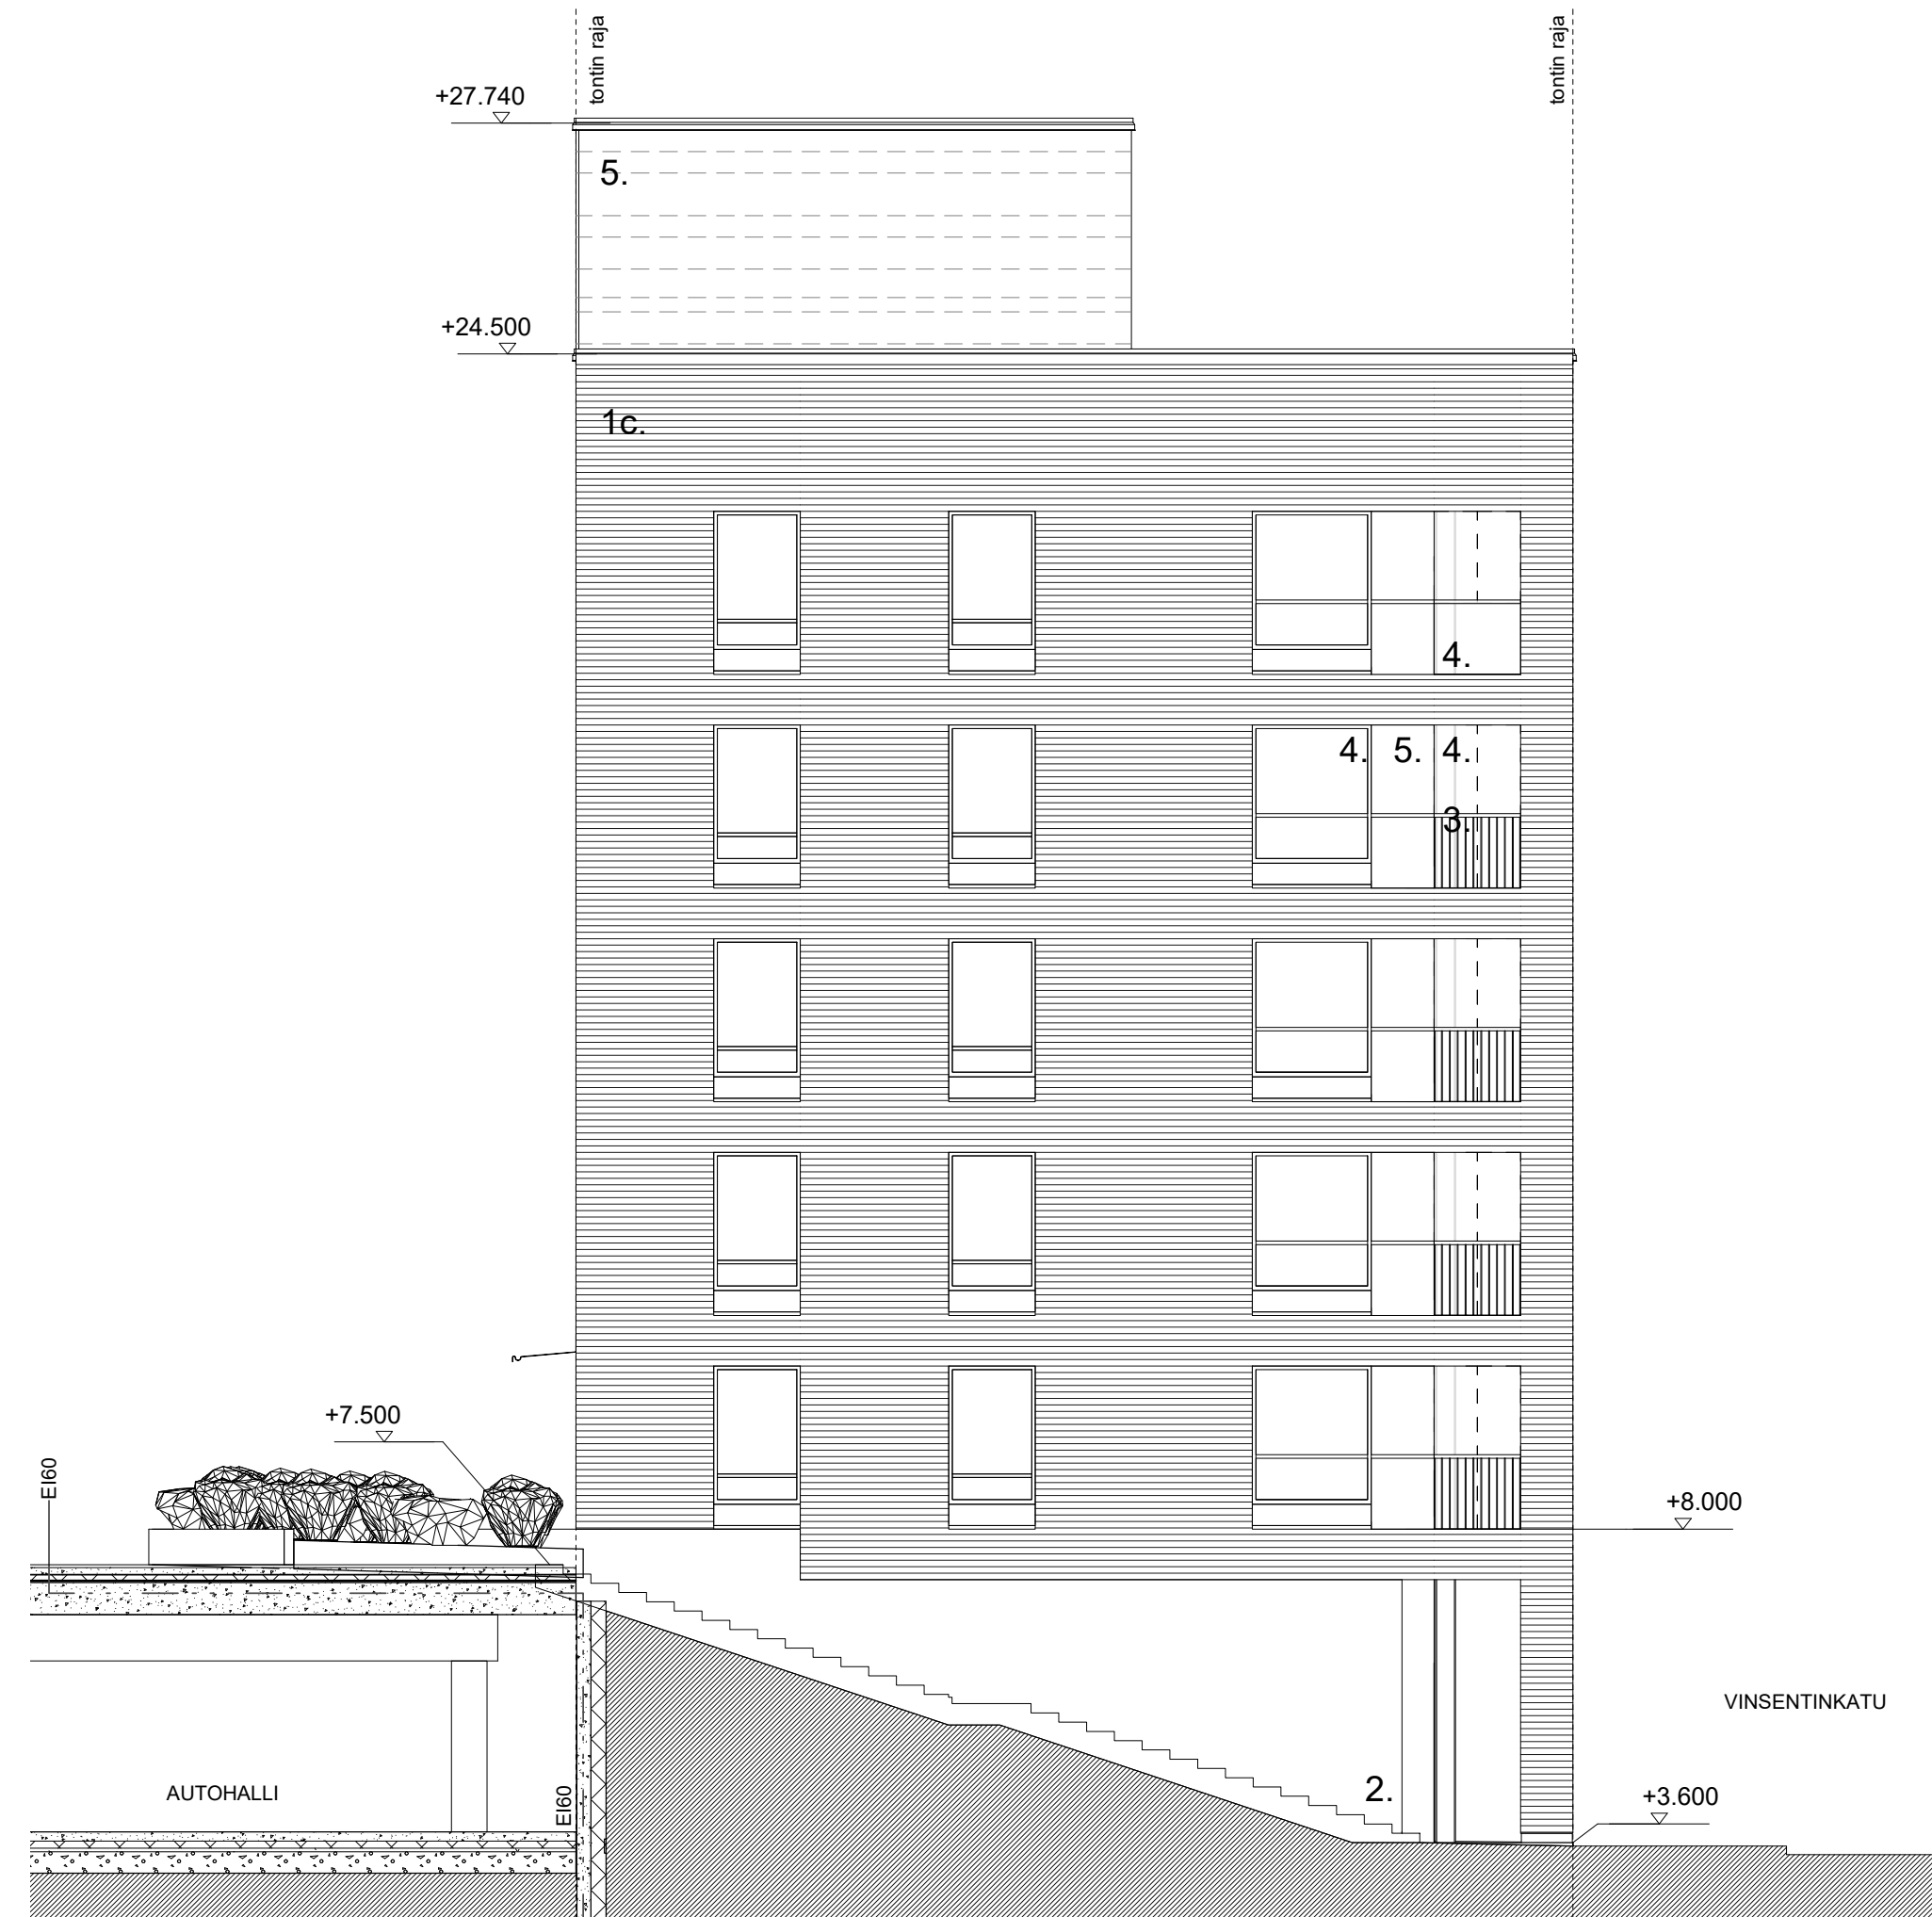 tontin raja
tontin raja
+27.740
5.
+24.500
1c.
4.
4. 5. 4.
3.
+7.500
EI60
+8.000
VINSENTINKATU
AUTOHALLI
EI60
2.
+3.600